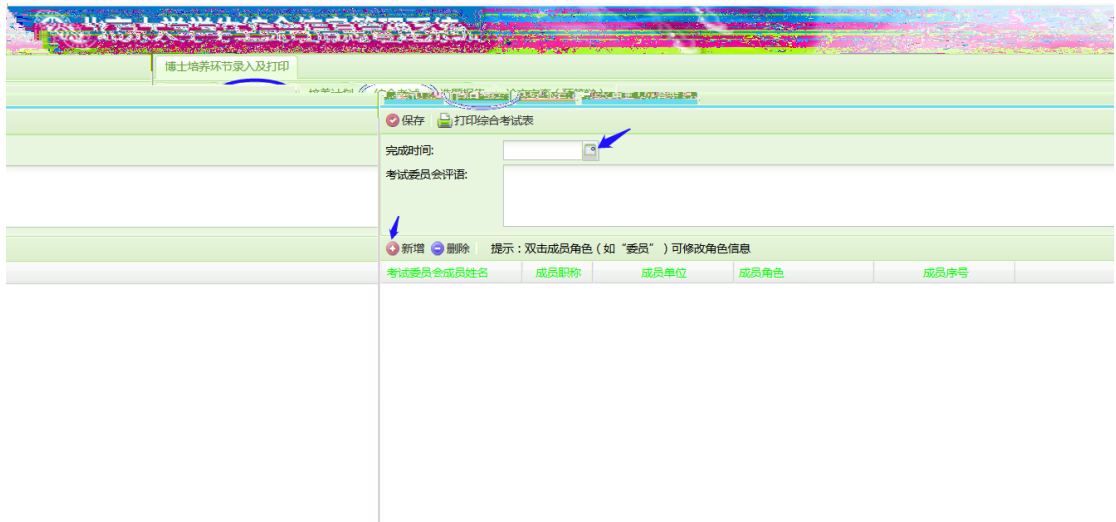 博士培养环节录入及打印
培养计划
保存 打印综合考试表
完成时间:
考试委员会评语:
新增 删除 提示：双击成员角色（如“委员”）可修改角色信息
考试委员会成员姓名 成员职称 成员单位 成员角色 成员序号